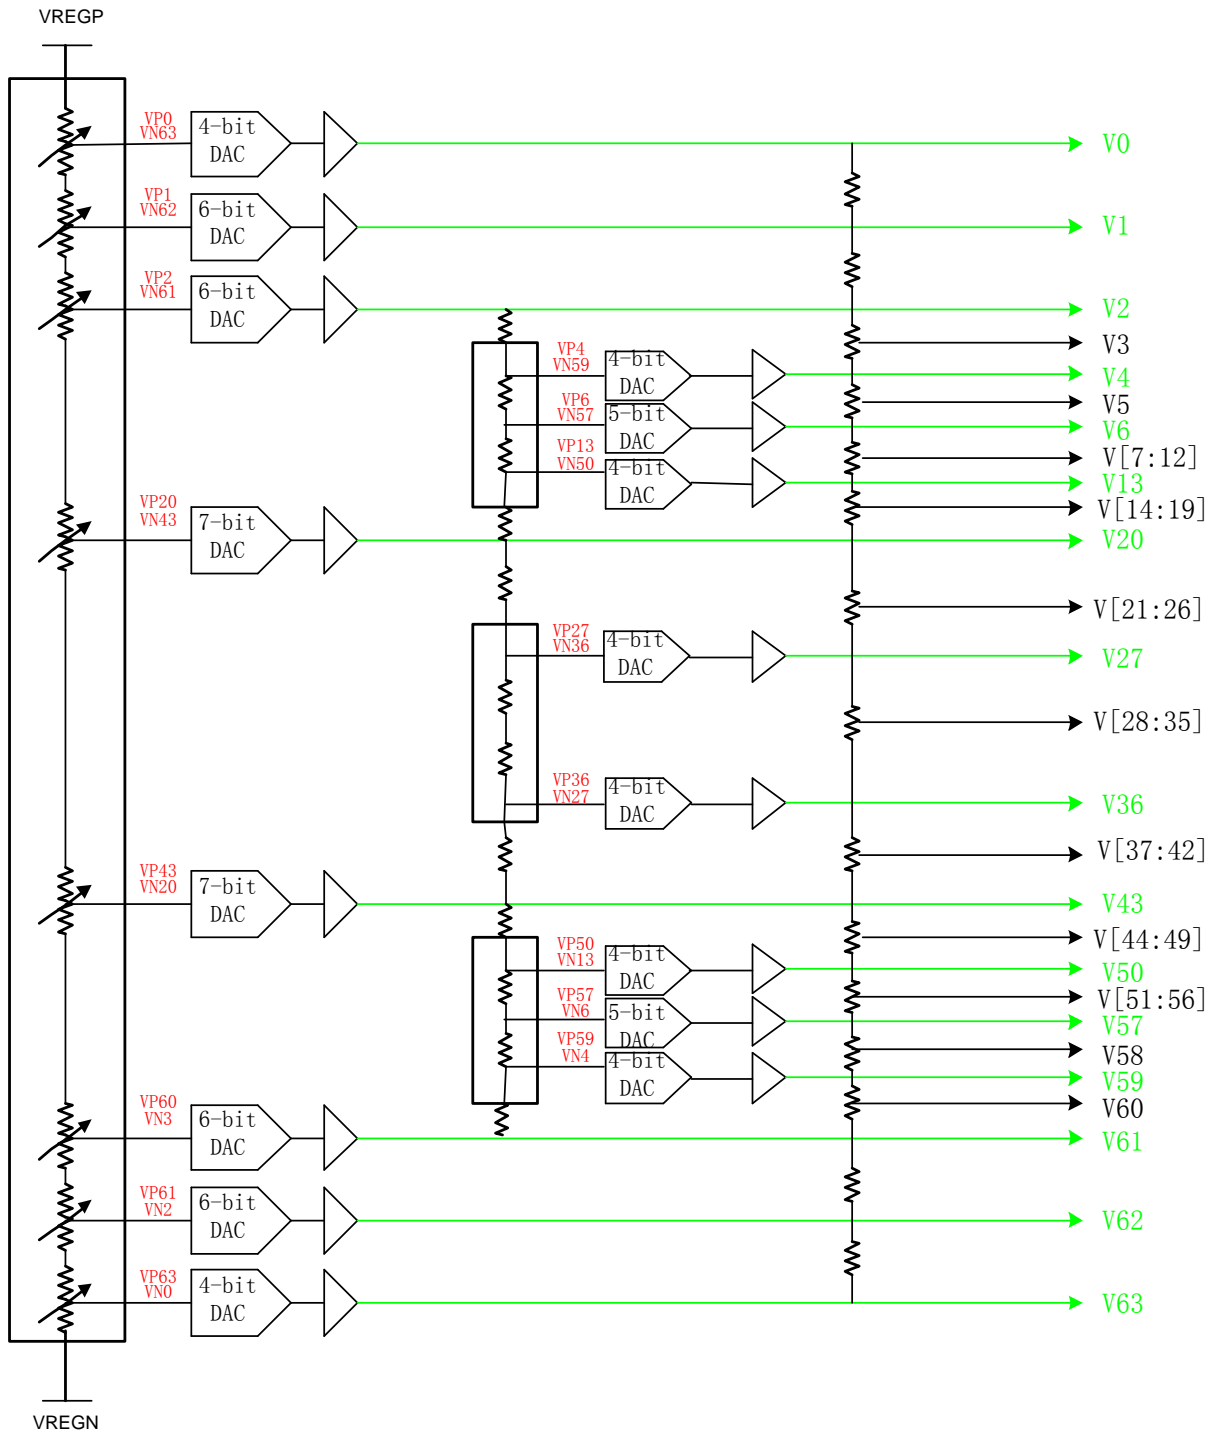 VREGP
VP0
VN63
4-bit
DAC
V0
VP1
VN62
6-bit
DAC
V1
VP2
VN61
6-bit
DAC
V2
V3
VP4
VN59
4-bit
DAC
V4
V5
VP6
VN57
5-bit
DAC
V6
V[7:12]
VP13
VN50
4-bit
DAC
V13
V[14:19]
VP20
VN43
7-bit
DAC
V20
V[21:26]
VP27
VN36
4-bit
DAC
V27
V[28:35]
VP36
VN27
4-bit
DAC
V36
V[37:42]
VP43
VN20
7-bit
DAC
V43
V[44:49]
VP50
VN13
4-bit
DAC
V50
V[51:56]
VP57
VN6
5-bit
DAC
V57
V58
VP59
VN4
4-bit
DAC
V59
V60
VP60
VN3
6-bit
DAC
V61
VP61
VN2
6-bit
DAC
V62
VP63
VN0
4-bit
DAC
V63
VREGN